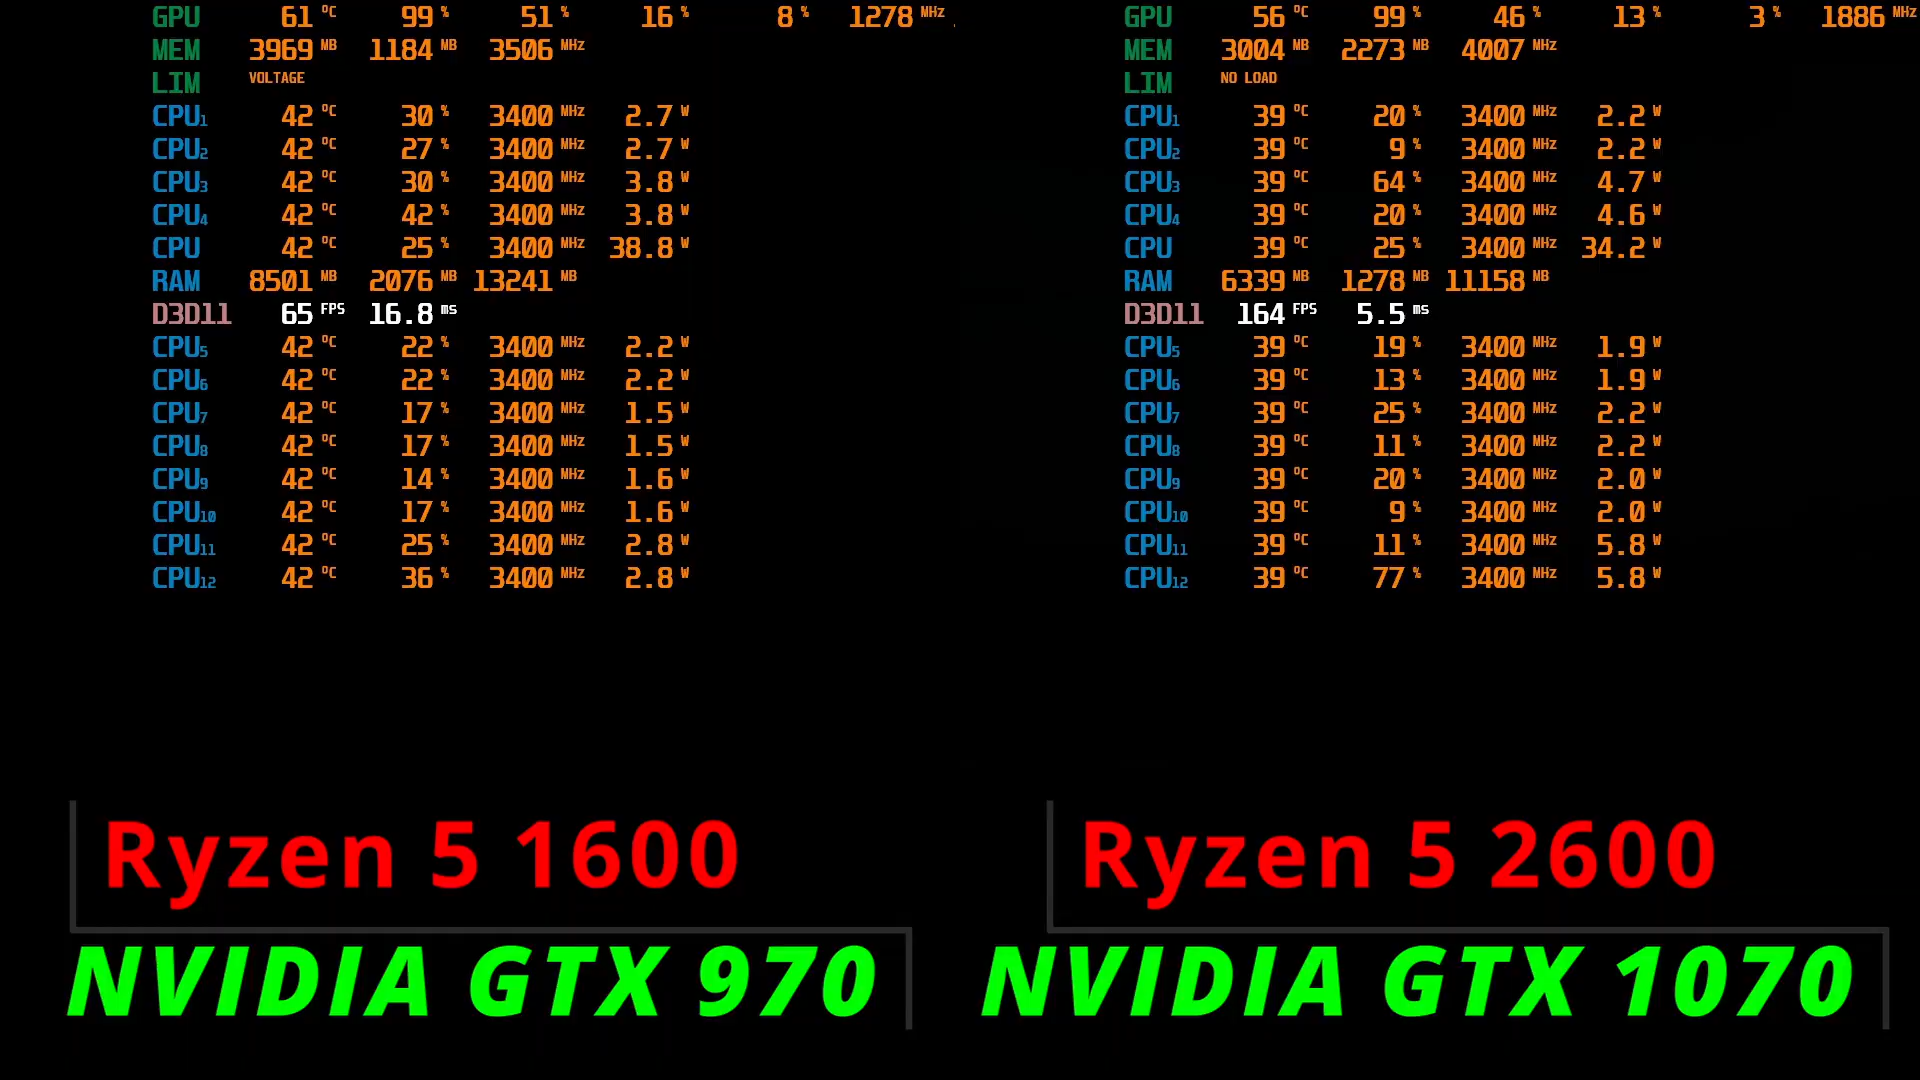 GPU 61 °C 99 % 51 % 16 % 8 % 1278 MHz
MEM 3969 MB 1184 MB 3506 MHz
LIM VOLTAGE
CPU1 42 °C 30 % 3400 MHz 2.7 W
CPU2 42 °C 27 % 3400 MHz 2.7 W
CPU3 42 °C 30 % 3400 MHz 3.8 W
CPU4 42 °C 42 % 3400 MHz 3.8 W
CPU 42 °C 25 % 3400 MHz 38.8 W
RAM 8501 MB 2076 MB 13241 MB
D3D11 65 FPS 16.8 ms
CPU5 42 °C 22 % 3400 MHz 2.2 W
CPU6 42 °C 22 % 3400 MHz 2.2 W
CPU7 42 °C 17 % 3400 MHz 1.5 W
CPU8 42 °C 17 % 3400 MHz 1.5 W
CPU9 42 °C 14 % 3400 MHz 1.6 W
CPU10 42 °C 17 % 3400 MHz 1.6 W
CPU11 42 °C 25 % 3400 MHz 2.8 W
CPU12 42 °C 36 % 3400 MHz 2.8 W
Ryzen 5 1600
NVIDIA GTX 970
GPU 56 °C 99 % 46 % 13 % 3 % 1886 MHz
MEM 3004 MB 2273 MB 4007 MHz
LIM NO LOAD
CPU1 39 °C 20 % 3400 MHz 2.2 W
CPU2 39 °C 9 % 3400 MHz 2.2 W
CPU3 39 °C 64 % 3400 MHz 4.7 W
CPU4 39 °C 20 % 3400 MHz 4.6 W
CPU 39 °C 25 % 3400 MHz 34.2 W
RAM 6339 MB 1278 MB 11158 MB
D3D11 164 FPS 5.5 ms
CPU5 39 °C 19 % 3400 MHz 1.9 W
CPU6 39 °C 13 % 3400 MHz 1.9 W
CPU7 39 °C 25 % 3400 MHz 2.2 W
CPU8 39 °C 11 % 3400 MHz 2.2 W
CPU9 39 °C 20 % 3400 MHz 2.0 W
CPU10 39 °C 9 % 3400 MHz 2.0 W
CPU11 39 °C 11 % 3400 MHz 5.8 W
CPU12 39 °C 77 % 3400 MHz 5.8 W
Ryzen 5 2600
NVIDIA GTX 1070